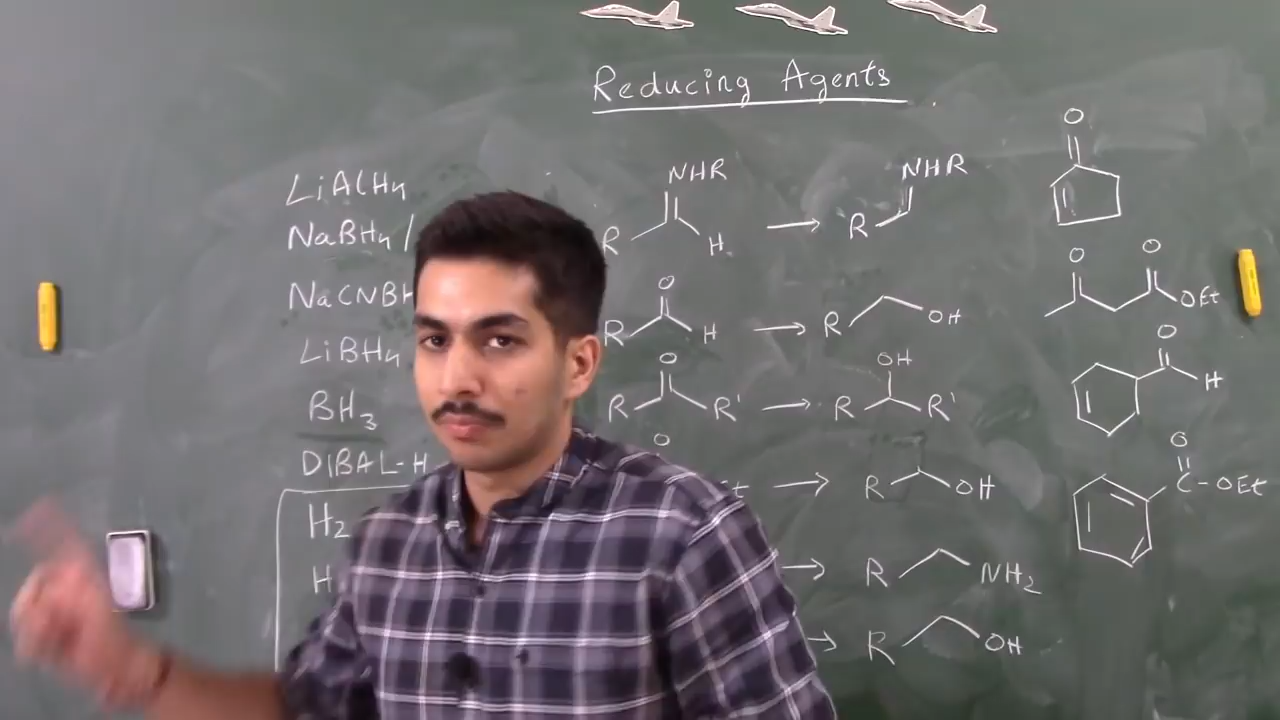 Reducing Agents
LiAlH4
NaBH4 /
NaCNBH
LiBH4
BH3
DIBAL-H
H2
H
NHR
R
H
NHR
R
O
R
H
R
OH
O
R
R'
OH
R
R'
O
R
OH
R
NH2
R
OH
O
O
O
OEt
O
H
O
C-OEt